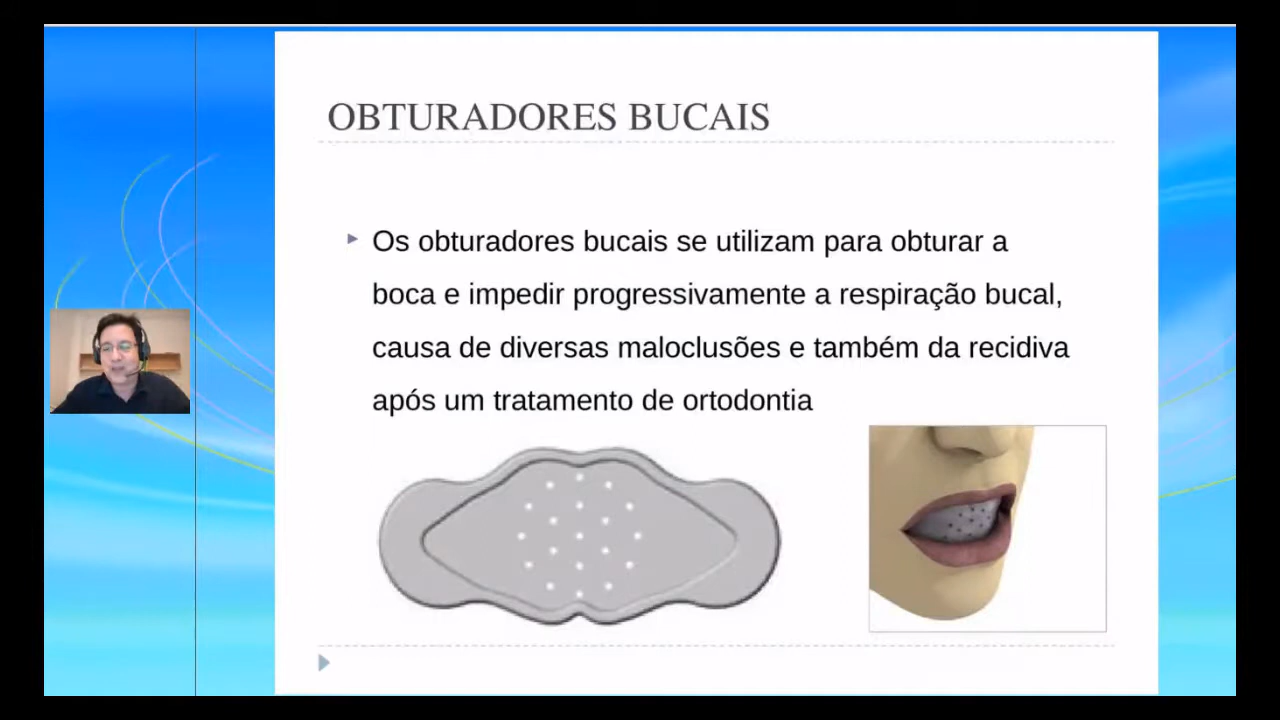 OBTURADORES BUCAIS
Os obturadores bucais se utilizam para obturar a
boca e impedir progressivamente a respiração bucal,
causa de diversas maloclusões e também da recidiva
após um tratamento de ortodontia